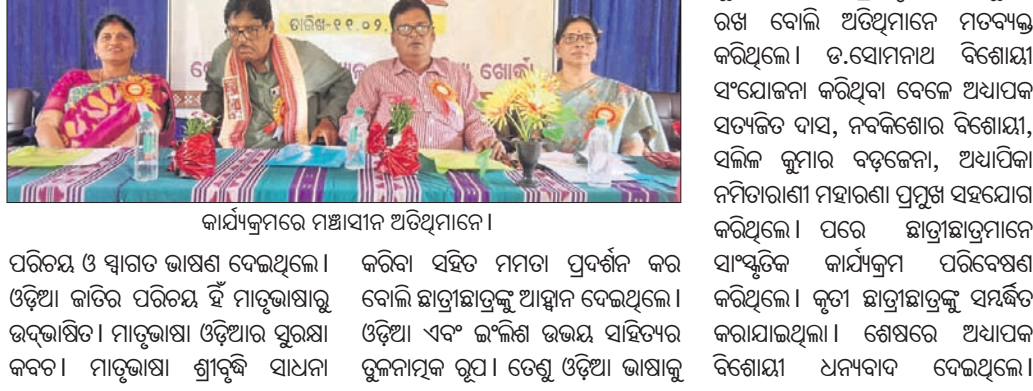 ତାରିଖ-୧୧.୦୨.
ଖୋର୍ଦ୍ଧା
କାର୍ଯ୍ୟକ୍ରମରେ ମଞ୍ଚାସୀନ ଅତିଥିମାନେ।
ପରିଚୟ ଓ ସ୍ୱାଗତ ଭାଷଣ ଦେଇଥିଲେ।
ଓଡ଼ିଆ ଜାତିର ପରିଚୟ ହିଁ ମାତୃଭାଷାରୁ
ଉଦ୍‌ଭାଷିତ। ମାତୃଭାଷା ଓଡ଼ିଆର ସୁରକ୍ଷା
କବଚ। ମାତୃଭାଷା ଶ୍ରୀବୃଦ୍ଧି ସାଧନା
କରିବା ସହିତ ମମତା ପ୍ରଦର୍ଶନ କର
ବୋଲି ଛାତ୍ରୀଛାତ୍ରଙ୍କୁ ଆହ୍ୱାନ ଦେଇଥିଲେ।
ଓଡ଼ିଆ ଏବଂ ଇଂଲିଶ ଉଭୟ ସାହିତ୍ୟର
ତୁଳନାତ୍ମକ ରୂପ। ତେଣୁ ଓଡ଼ିଆ ଭାଷାକୁ
ରଖ ବୋଲି ଅତିଥିମାନେ ମତବ୍ୟକ୍ତ
କରିଥିଲେ। ଡ.ସୋମନାଥ ବିଶୋୟୀ
ସଂଯୋଜନା କରିଥିବା ବେଳେ ଅଧ୍ୟାପକ
ସତ୍ୟଜିତ ଦାସ, ନବକିଶୋର ବିଶୋୟୀ,
ସଲିଳ କୁମାର ବଡ଼ଜେନା, ଅଧ୍ୟାପିକା
ନମିତାରାଣୀ ମହାରଣା ପ୍ରମୁଖ ସହଯୋଗ
କରିଥିଲେ। ପରେ ଛାତ୍ରୀଛାତ୍ରମାନେ
ସାଂସ୍କୃତିକ କାର୍ଯ୍ୟକ୍ରମ ପରିବେଷଣ
କରିଥିଲେ। କୃତୀ ଛାତ୍ରୀଛାତ୍ରଙ୍କୁ ସମ୍ବର୍ଦ୍ଧିତ
କରାଯାଇଥିଲା। ଶେଷରେ ଅଧ୍ୟାପକ
ବିଶୋୟୀ ଧନ୍ୟବାଦ ଦେଇଥିଲେ।